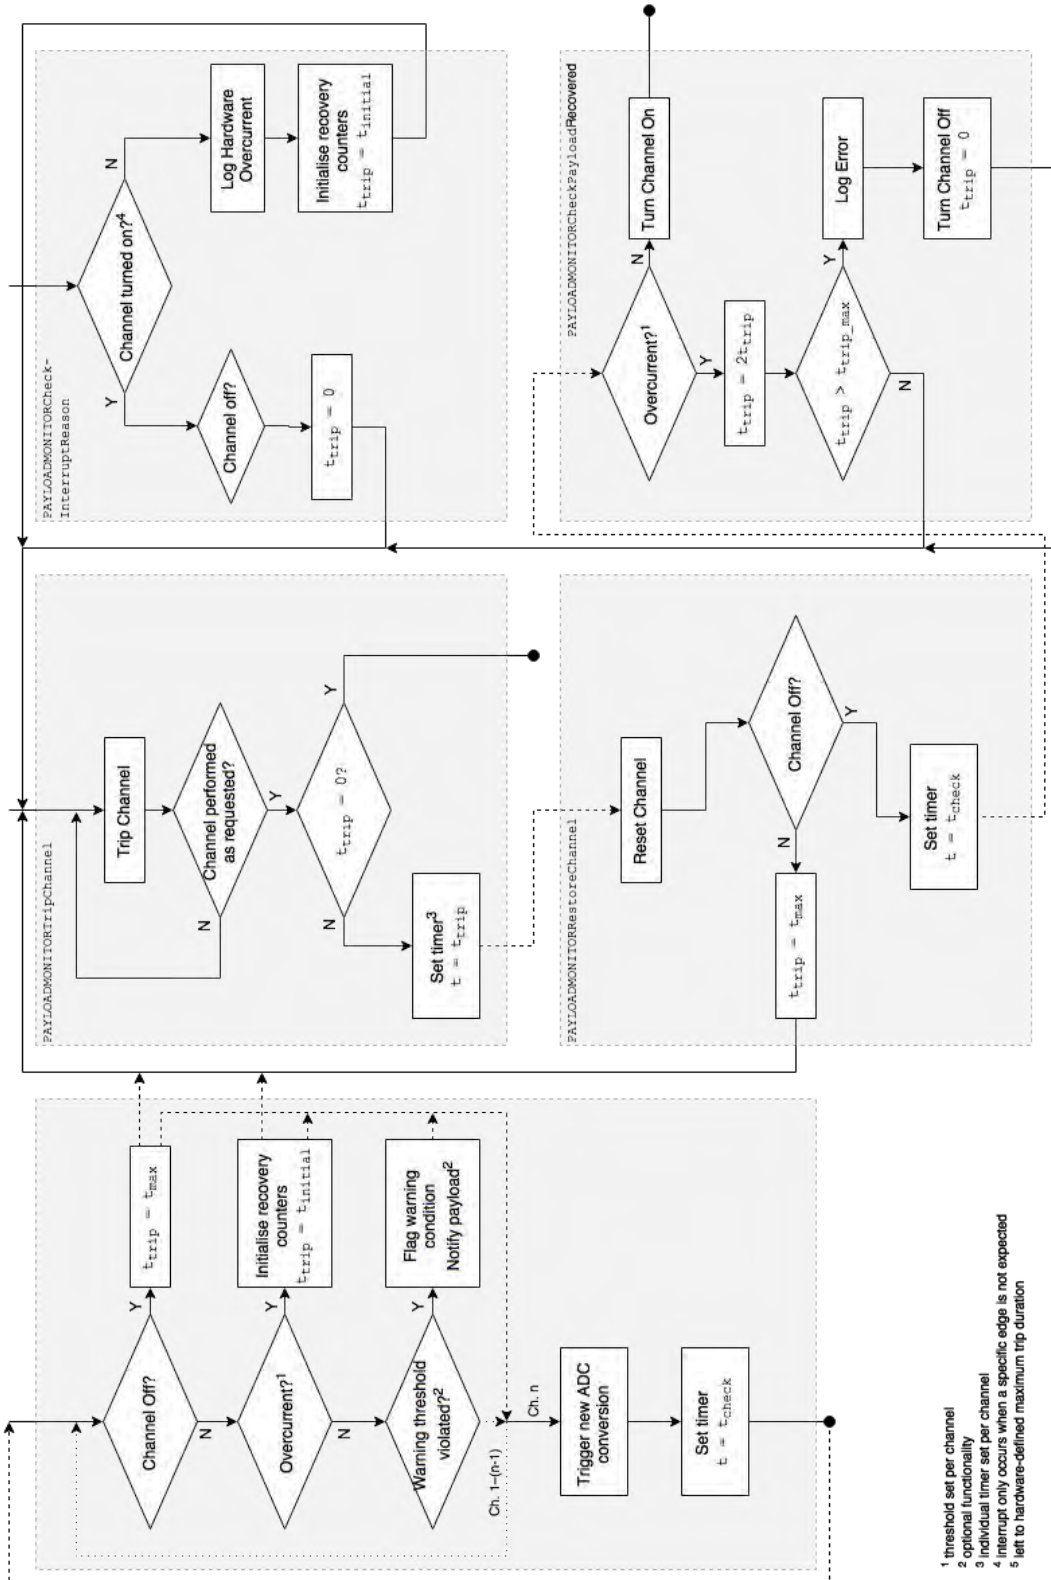 Channel Off?
Y
t_trip = t_max
N
Overcurrent?1
Y
Initialise recovery
counters
t_trip = t_initial
N
Warning threshold
violated?2
Y
Flag warning
condition
Notify payload2
Ch. 1–(n-1)
Ch. n
Trigger new ADC
conversion
Set timer
t = t_check
PAYLOADMONITORTripChannel
Trip Channel
Channel performed
as requested?
N
Y
t_trip = 0?
N
Y
Set timer3
t = t_trip
PAYLOADMONITORCheck-
InterruptReason
Channel turned on?4
Y
N
Channel off?
t_trip = 0
Log Hardware
Overcurrent
Initialise recovery
counters
t_trip = t_initial
PAYLOADMONITORRestoreChannel
Reset Channel
Channel Off?
N
Y
t_trip = t_max
Set timer
t = t_check
PAYLOADMONITORCheckPayloadRecovered
Overcurrent?1
N
Turn Channel On
Y
t_trip = 2t_trip
t_trip > t_trip_max
Y
Log Error
N
Turn Channel Off
t_trip = 0
1 threshold set per channel
2 optional functionality
3 individual timer set per channel
4 interrupt only occurs when a specific edge is not expected
5 left to hardware-defined maximum trip duration